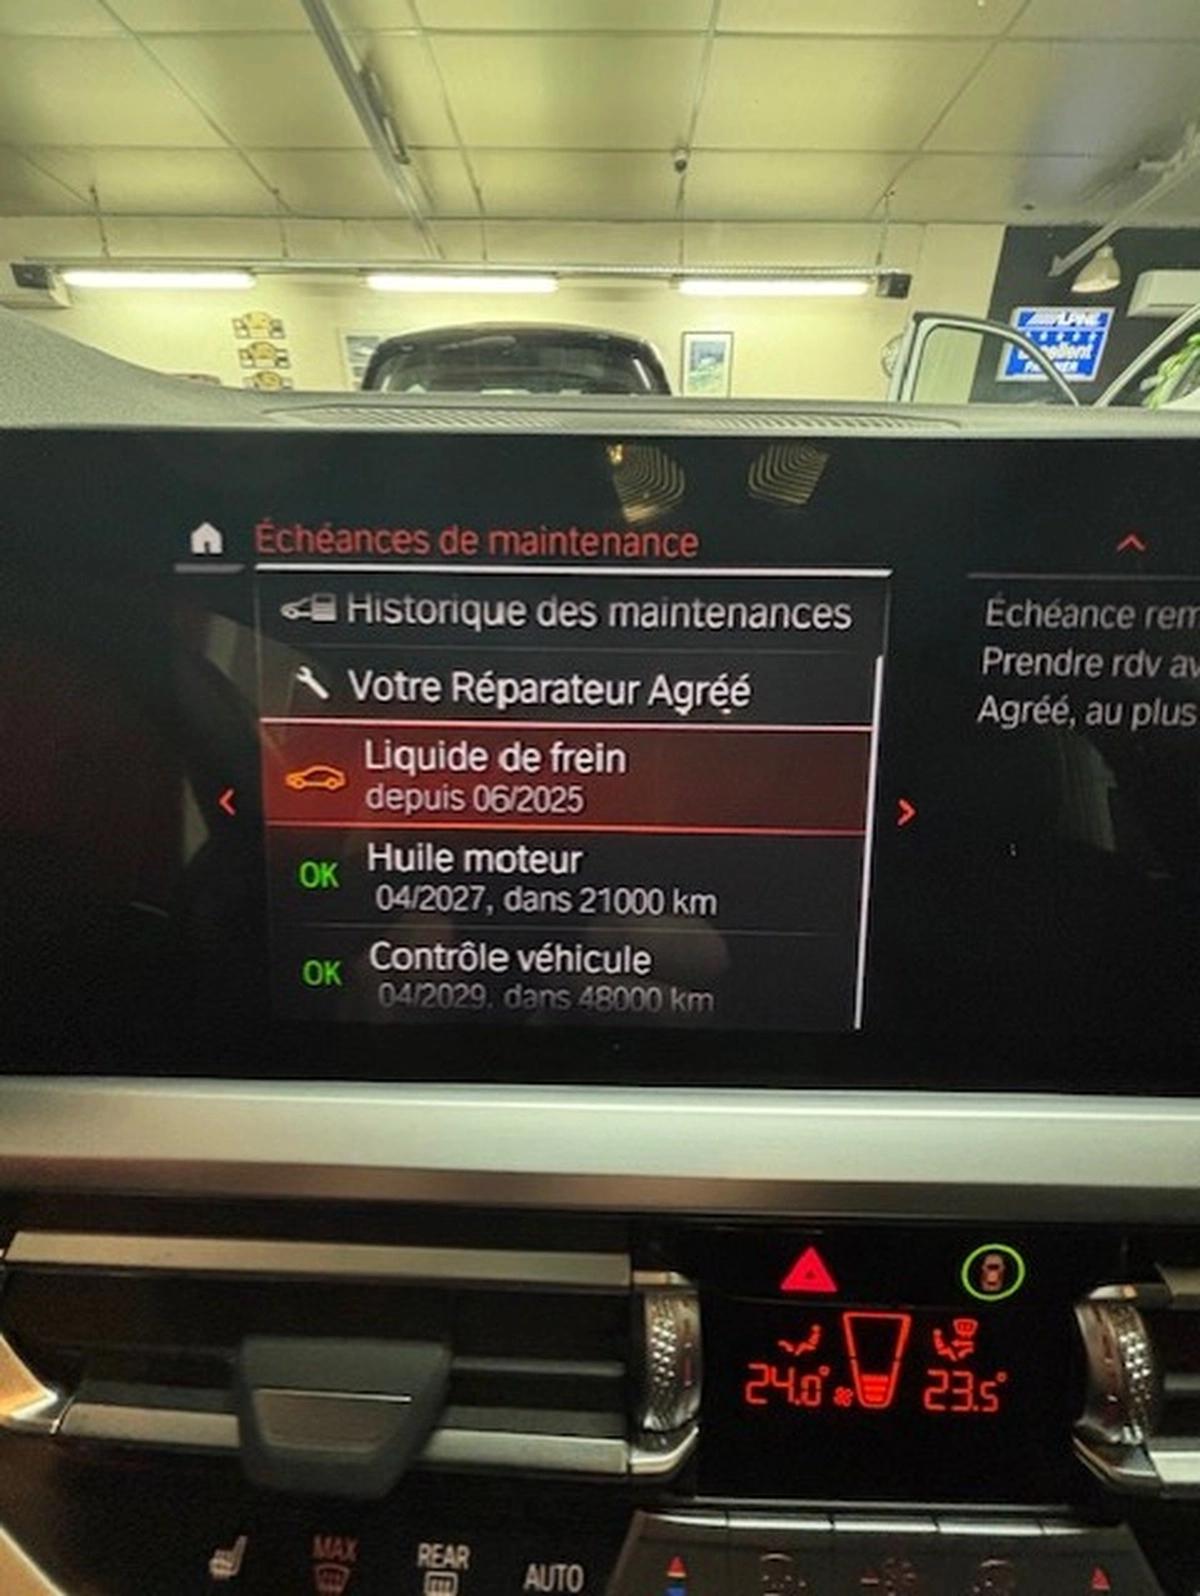 ALPINE
Excellent
Échéances de maintenance
Historique des maintenances
Votre Réparateur Agréé
Liquide de frein
depuis 06/2025
OK Huile moteur
04/2027, dans 21000 km
OK Contrôle véhicule
04/2029, dans 48000 km
Échéance rem
Prendre rdv av
Agréé, au plus
24.0° 23.5°
MAX
REAR
AUTO